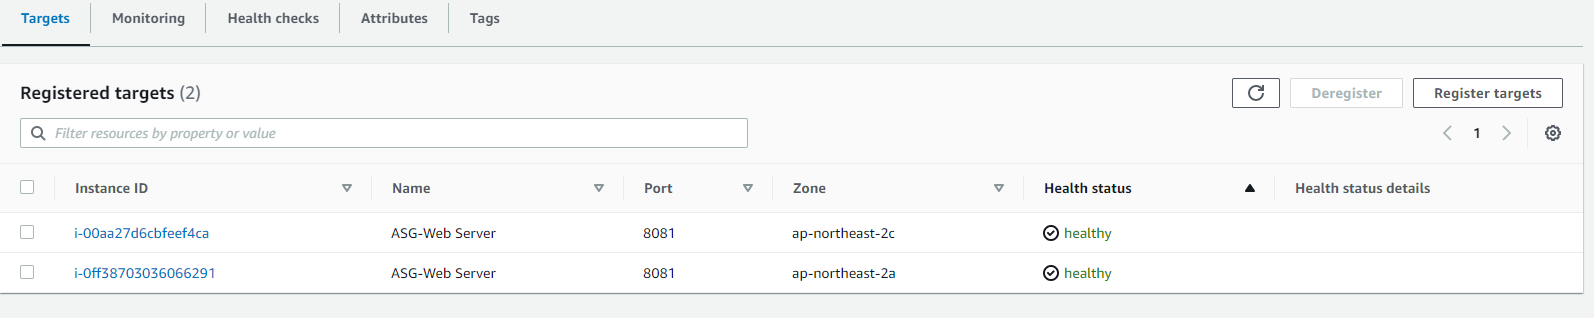 Targets Monitoring Health checks Attributes Tags
Registered targets (2) Deregister Register targets
Filter resources by property or value 1
Instance ID Name Port Zone Health status Health status details
i-00aa27d6cbfeef4ca ASG-Web Server 8081 ap-northeast-2c healthy
i-0ff38703036066291 ASG-Web Server 8081 ap-northeast-2a healthy